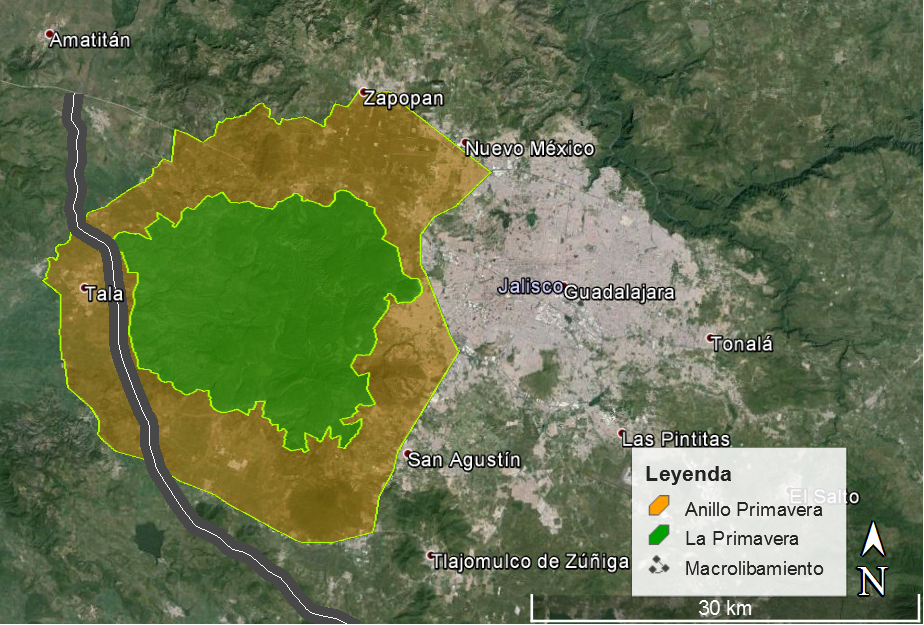 Amatitán
Zapopan
Nuevo México
Tala
Jalisco
Guadalajara
Tonalá
Las Pintitas
San Agustín
El Salto
Tlajomulco de Zúñiga
Leyenda
Anillo Primavera
La Primavera
Macrolibamiento
N
30 km